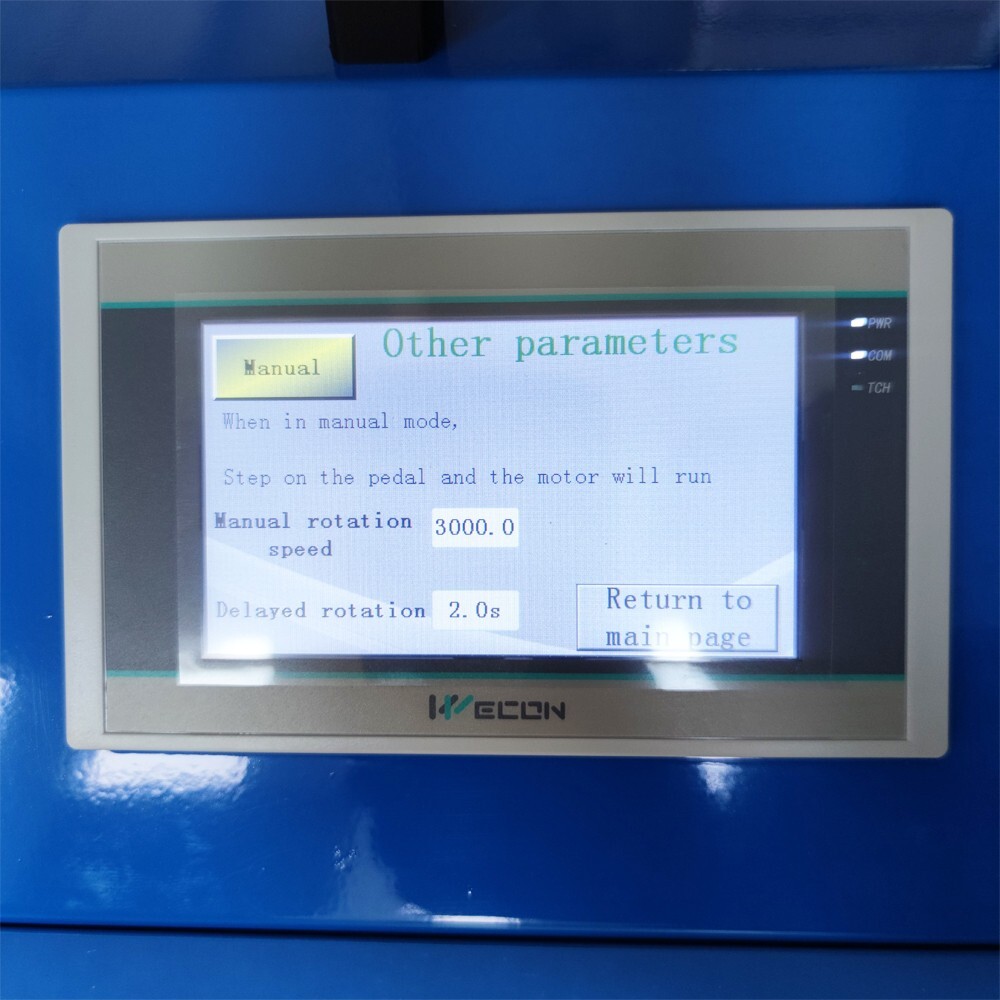 Other parameters
Manual
When in manual mode,
Step on the pedal and the motor will run
Manual rotation
speed
3000.0
Delayed rotation
2.0s
Return to
main page
PWR
COM
TCH
WECON